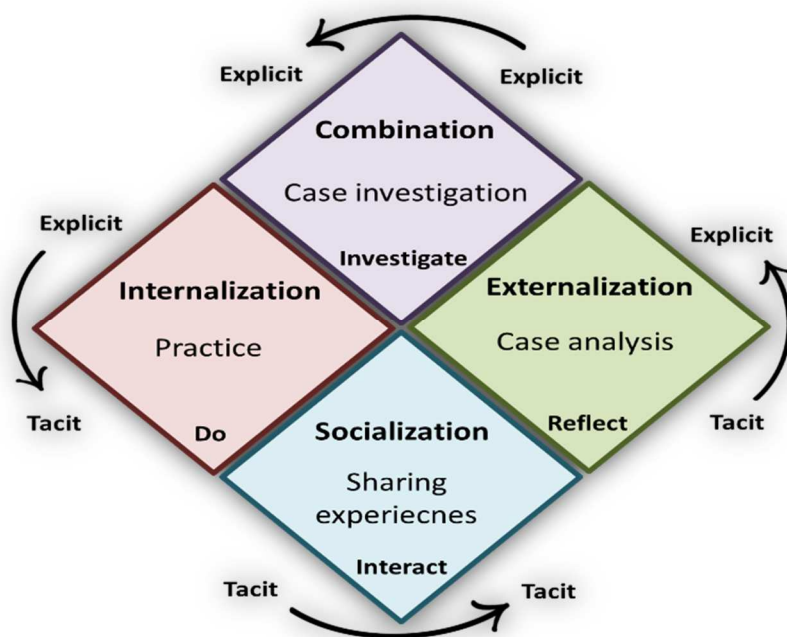 Explicit
Explicit
Combination
Case investigation
Investigate
Explicit
Internalization
Practice
Do
Tacit
Explicit
Externalization
Case analysis
Reflect
Tacit
Socialization
Sharing
experiecnes
Interact
Tacit
Tacit